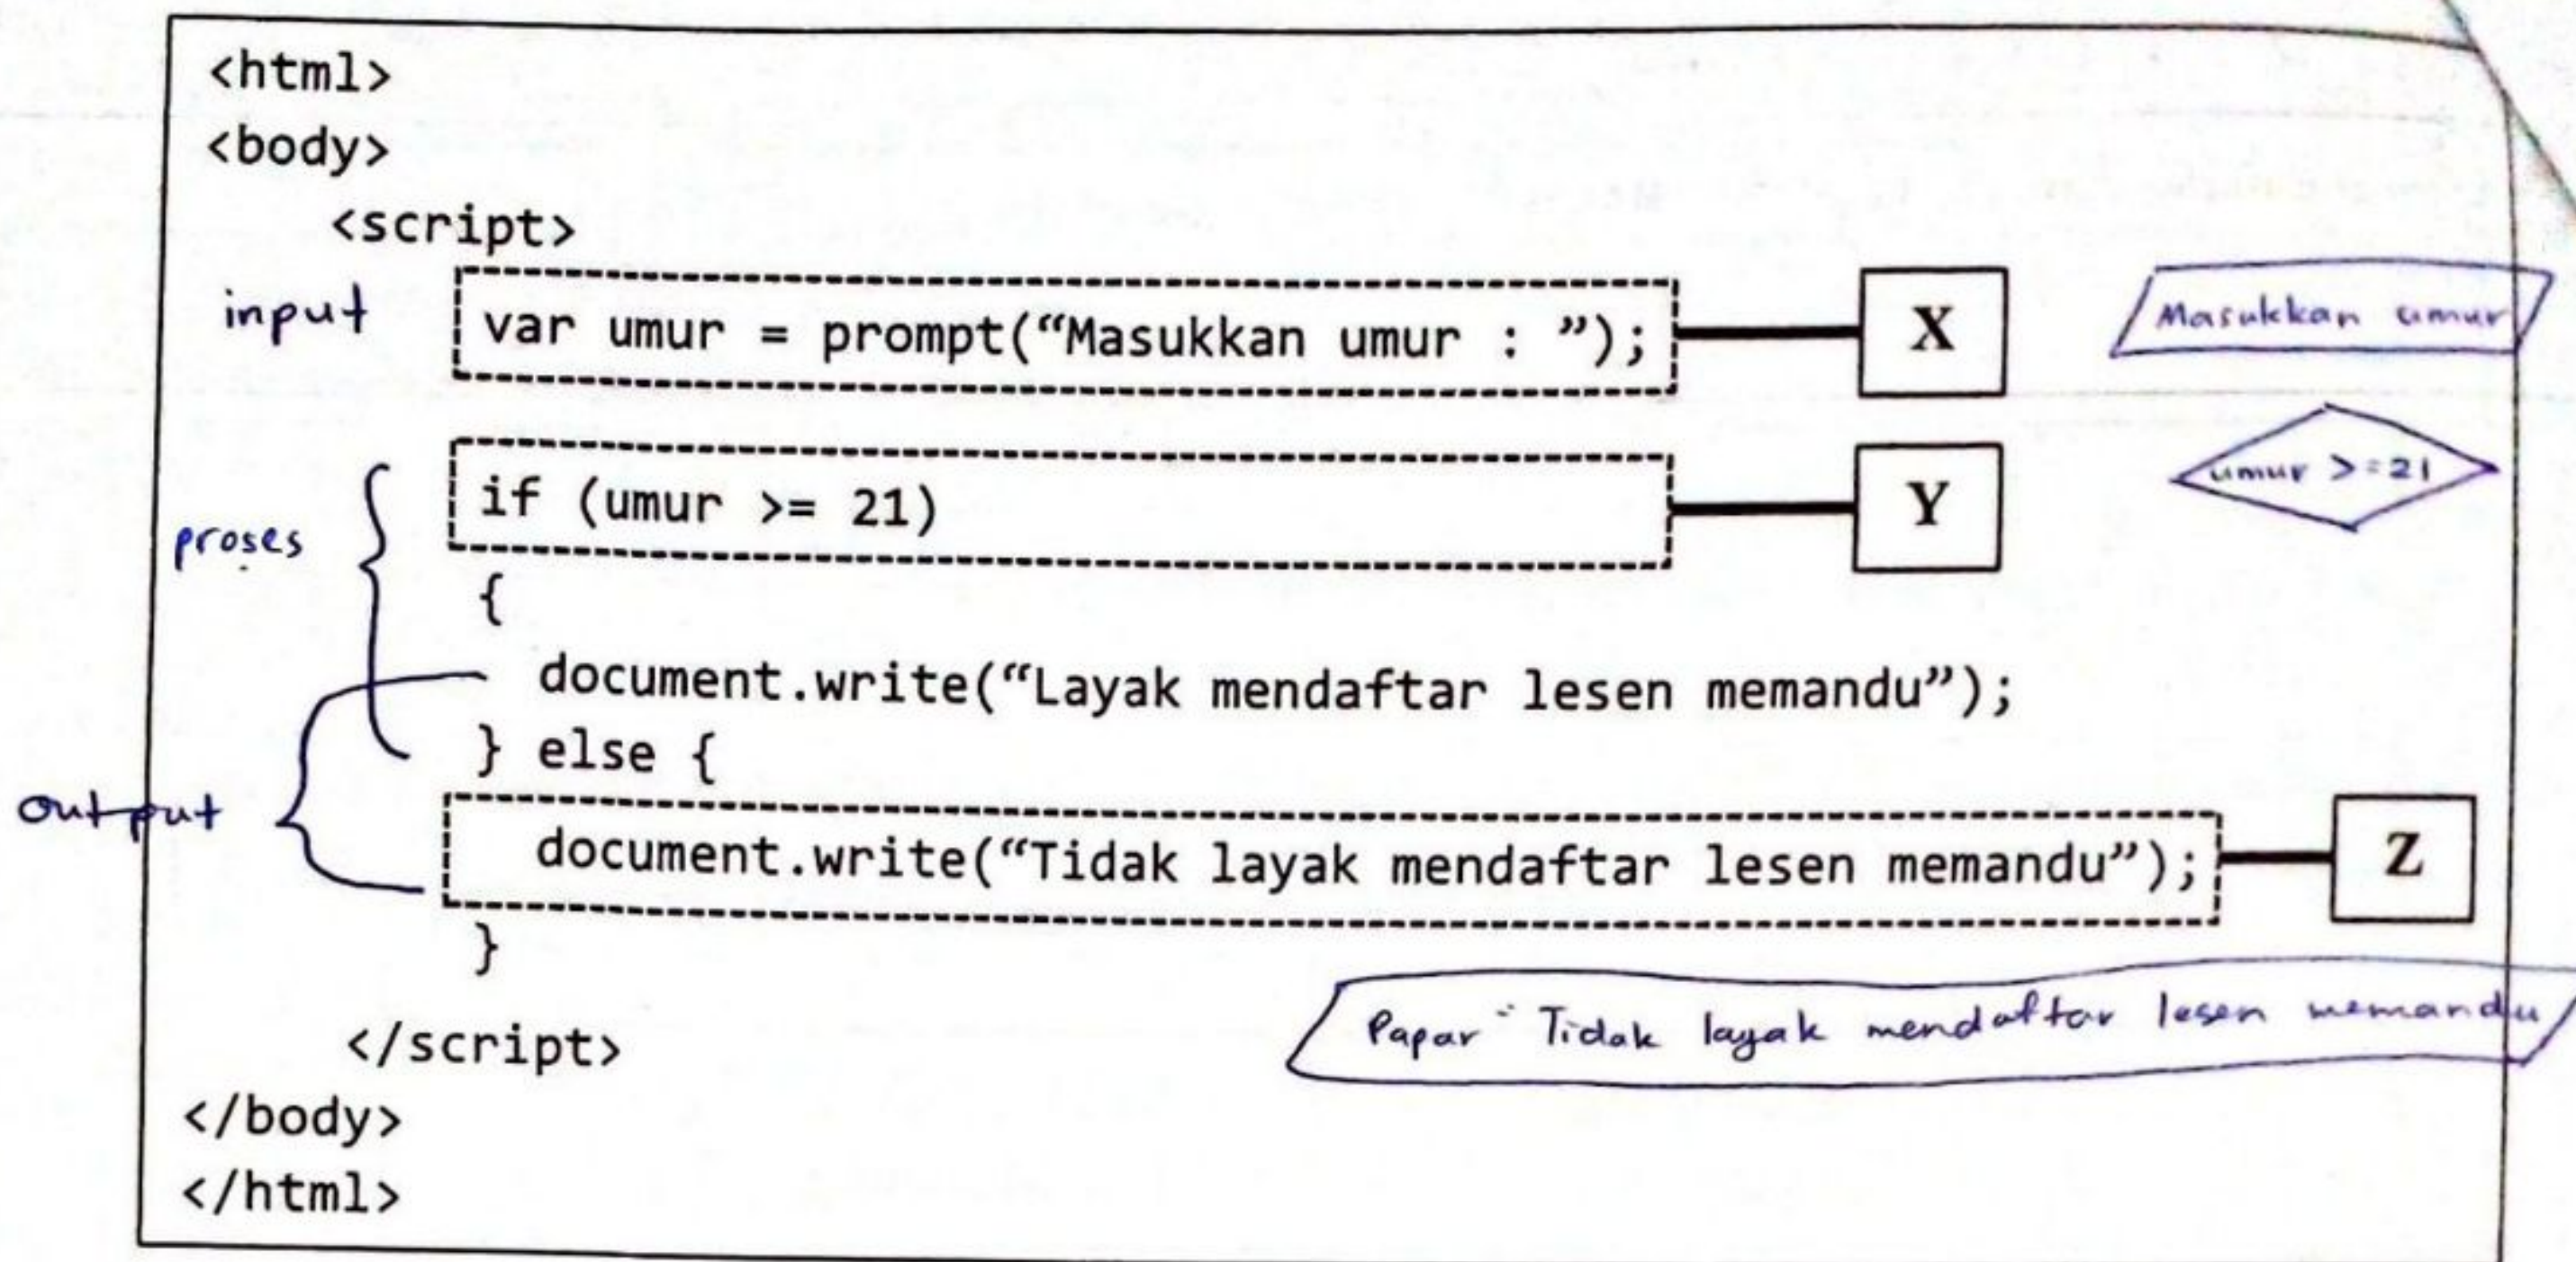 <html>
<body>
<script>
input var umur = prompt(“Masukkan umur : ”); X Masukkan umur
if (umur >= 21) Y umur >=21
proses
{
document.write(“Layak mendaftar lesen memandu”);
} else {
output
document.write(“Tidak layak mendaftar lesen memandu”); Z
}
Papar " Tidak layak mendaftar lesen memandu
</script>
</body>
</html>